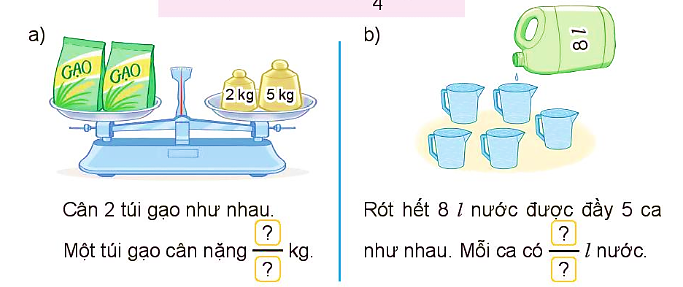 4
a)
GẠO GẠO
2 kg 5 kg
Cân 2 túi gạo như nhau.
Một túi gạo cân nặng ?/? kg.
b)
8 l
Rót hết 8 l nước được đầy 5 ca
như nhau. Mỗi ca có ?/? l nước.